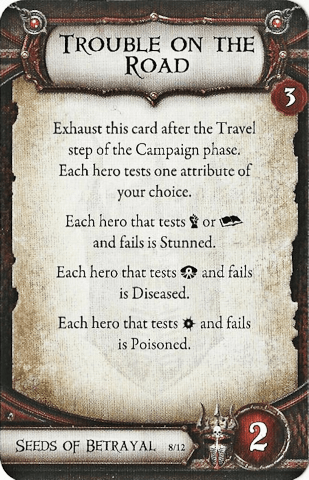 TROUBLE ON THE
ROAD
3
Exhaust this card after the Travel
step of the Campaign phase.
Each hero tests one attribute of
your choice.
Each hero that tests or
and fails is Stunned.
Each hero that tests and fails
is Diseased.
Each hero that tests and fails
is Poisoned.
SEEDS OF BETRAYAL 8/12
2